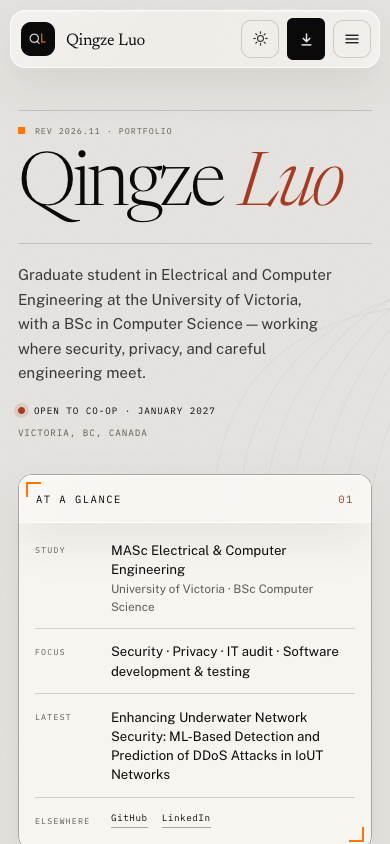 QL Qingze Luo
REV 2026.11 · PORTFOLIO
Qingze Luo
Graduate student in Electrical and Computer
Engineering at the University of Victoria,
with a BSc in Computer Science — working
where security, privacy, and careful
engineering meet.
OPEN TO CO-OP · JANUARY 2027
VICTORIA, BC, CANADA
AT A GLANCE 01
STUDY MASc Electrical & Computer
Engineering
University of Victoria · BSc Computer
Science
FOCUS Security · Privacy · IT audit · Software
development & testing
LATEST Enhancing Underwater Network
Security: ML-Based Detection and
Prediction of DDoS Attacks in IoUT
Networks
ELSEWHERE GitHub LinkedIn